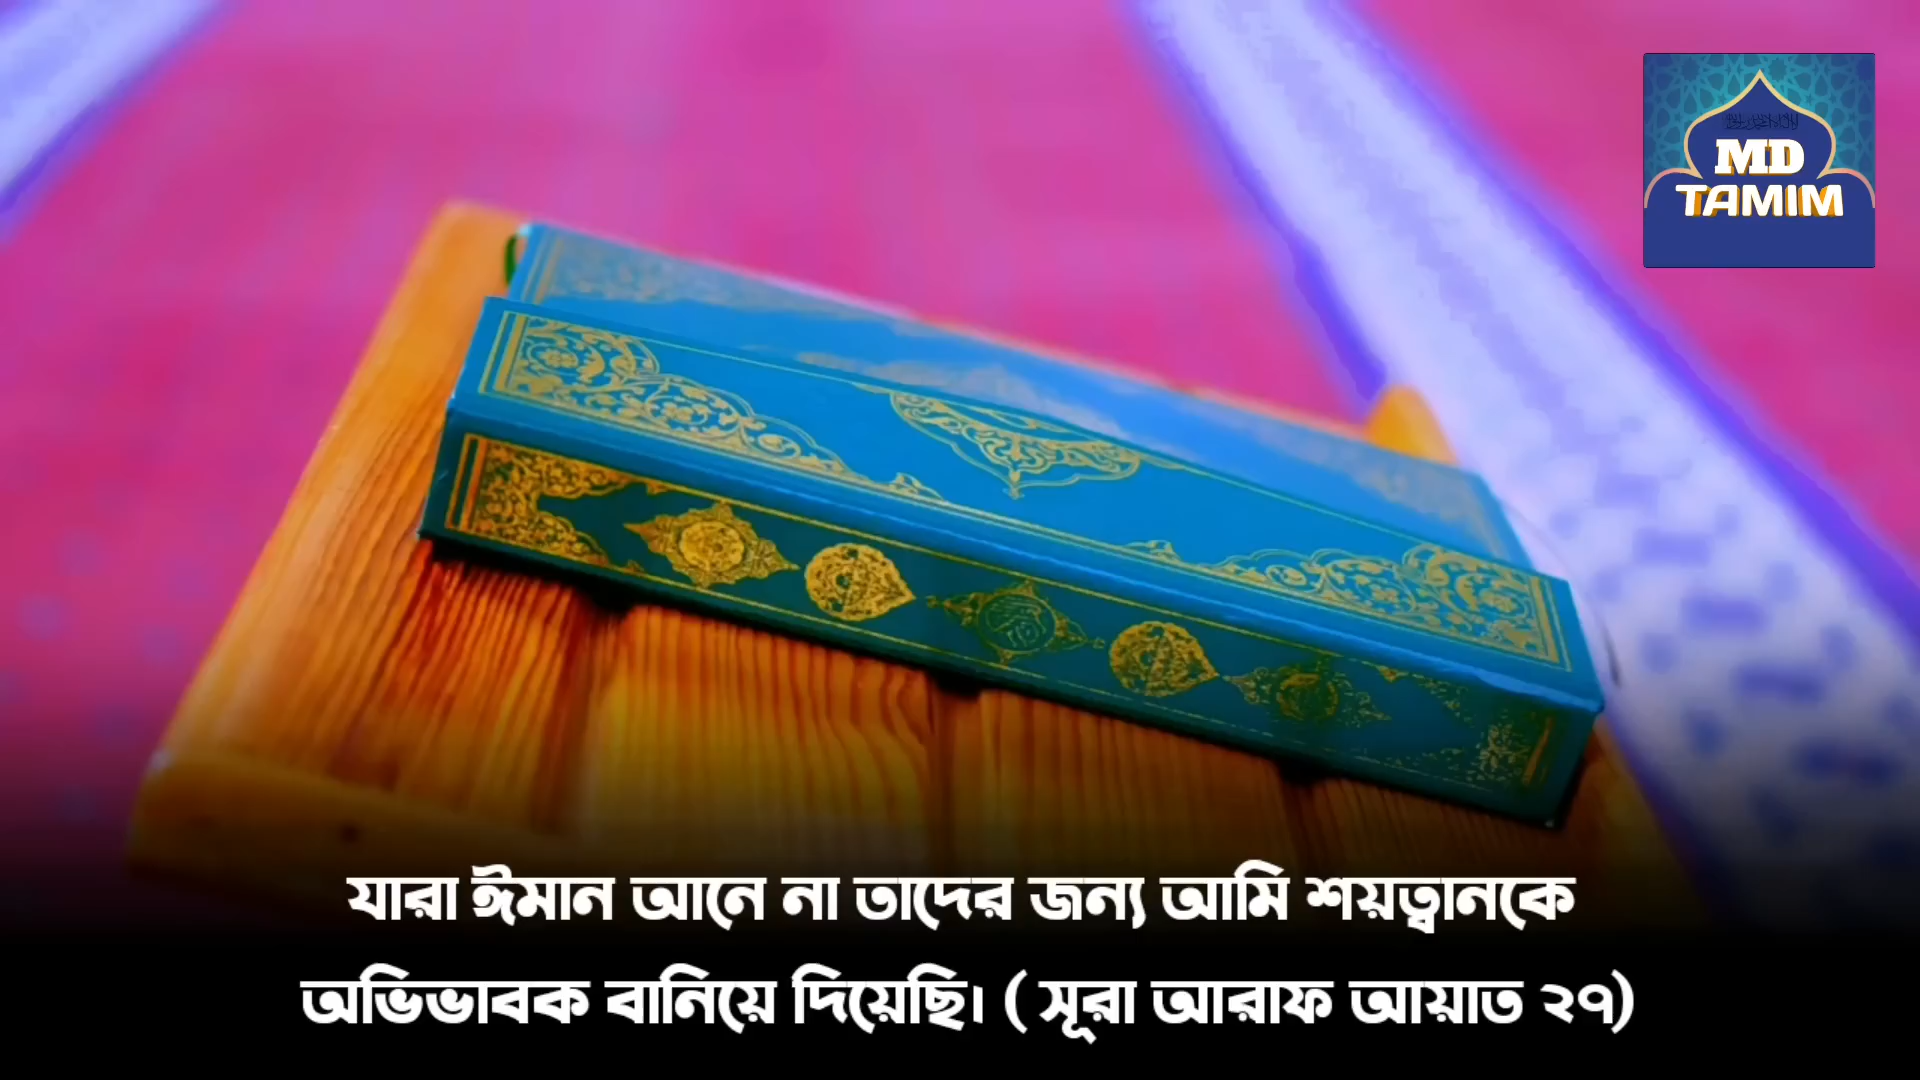 MD
TAMIM
যারা ঈমান আনে না তাদের জন্য আমি শয়ত্বানকে
অভিভাবক বানিয়ে দিয়েছি। ( সূরা আরাফ আয়াত ২৭)